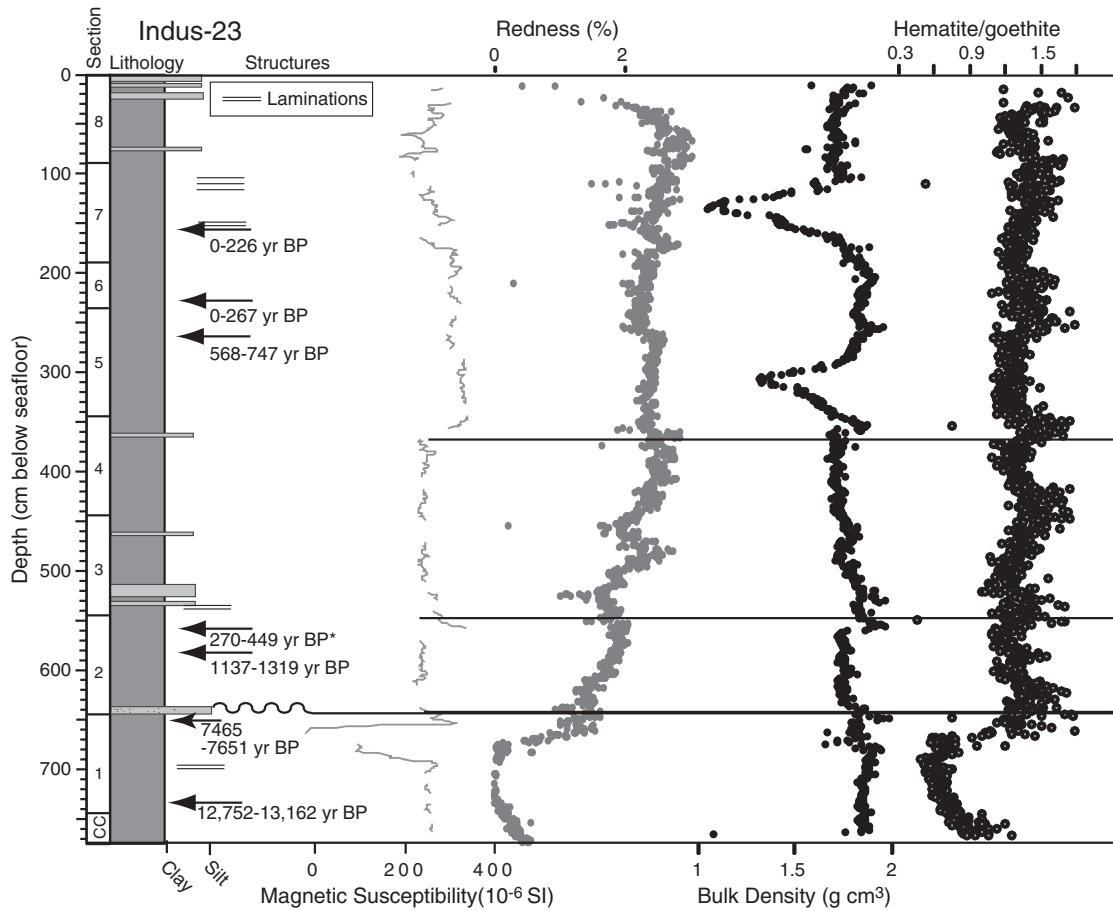 Indus-23
Redness (%)
Hematite/goethite
Section
Lithology
Structures
0
2
0.3
0.9
1.5
Laminations
0
100
200
300
400
500
600
700
Depth (cm below seafloor)
8
7
6
5
4
3
2
1
CC
0-226 yr BP
0-267 yr BP
568-747 yr BP
270-449 yr BP*
1137-1319 yr BP
7465
-7651 yr BP
12,752-13,162 yr BP
Clay
Silt
0
200
400
1
1.5
2
Magnetic Susceptibility(10-6 SI)
Bulk Density (g cm3)